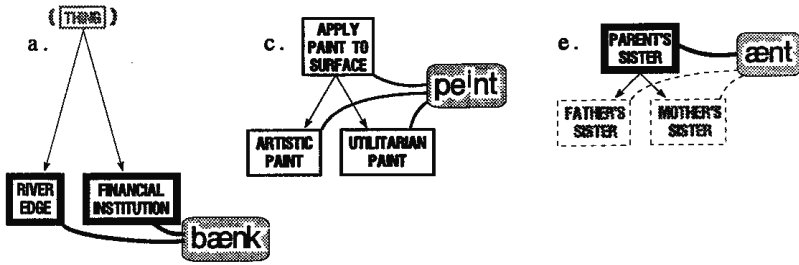 a.
( THING )
RIVER
EDGE
FINANCIAL
INSTITUTION
bænk
c.
APPLY
PAINT TO
SURFACE
peⁱnt
ARTISTIC
PAINT
UTILITARIAN
PAINT
e.
PARENT'S
SISTER
ænt
FATHER'S
SISTER
MOTHER'S
SISTER